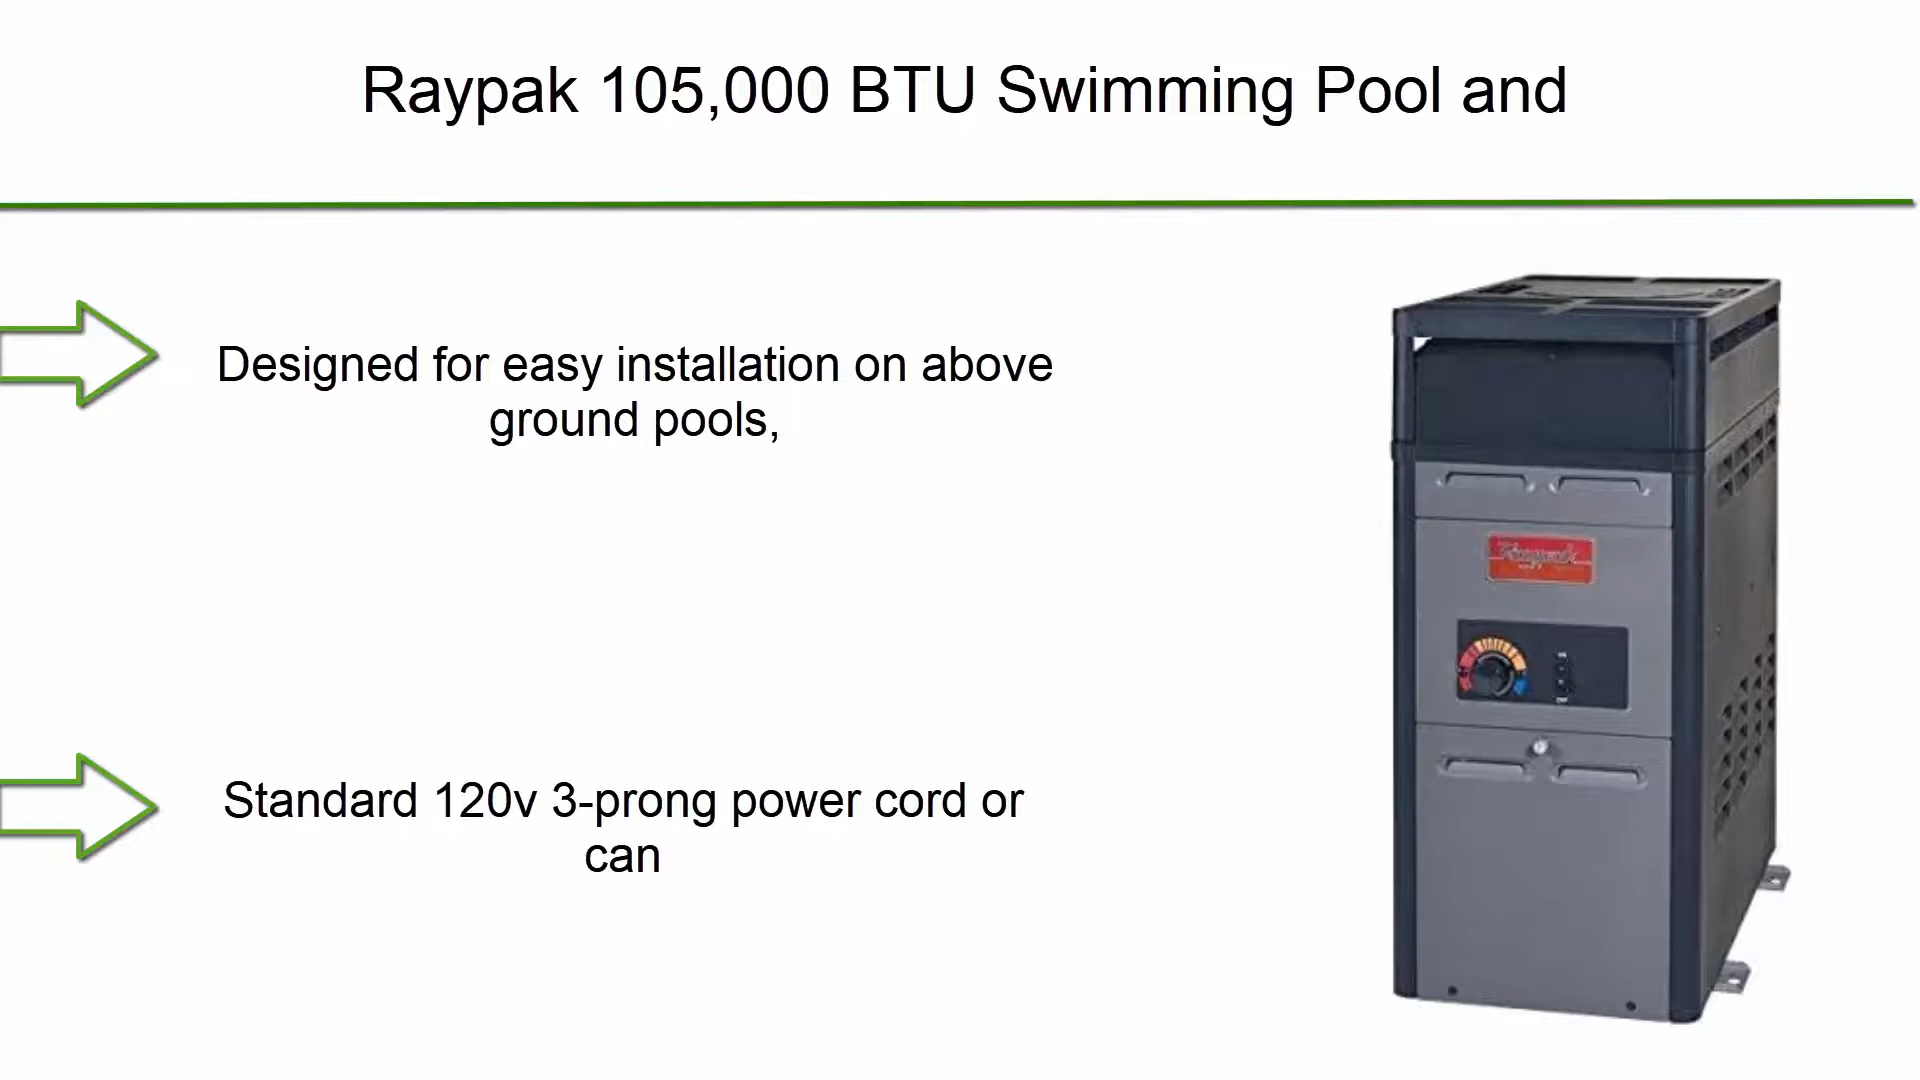 Raypak 105,000 BTU Swimming Pool and
Designed for easy installation on above
ground pools,
Standard 120v 3-prong power cord or
can
Raypak